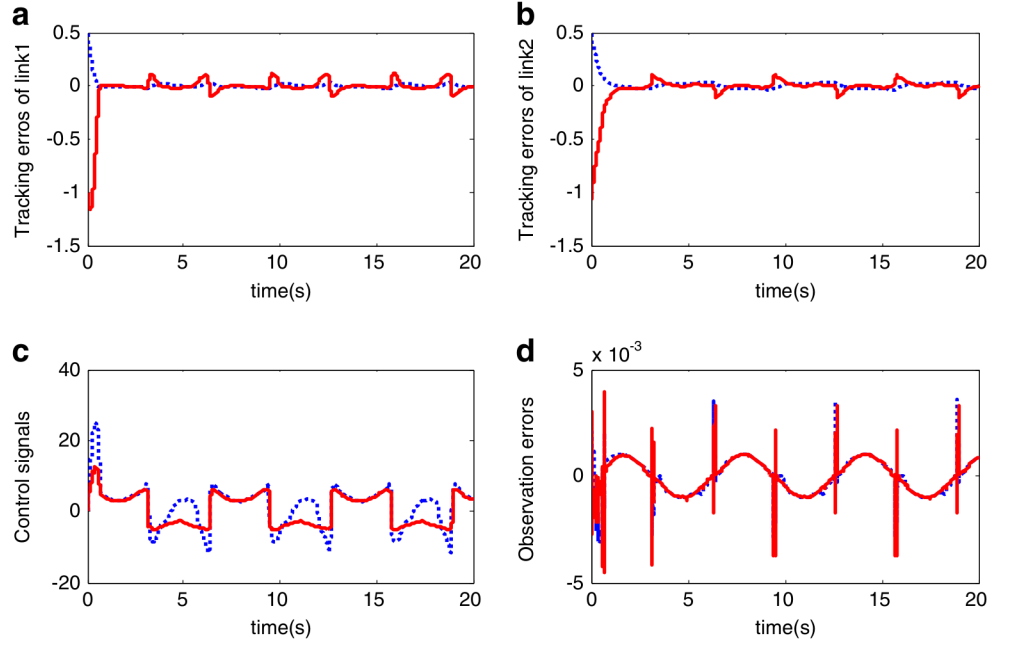 a
0.5
0
-0.5
-1
-1.5
Tracking erros of link1
0 5 10 15 20
time(s)
b
0.5
0
-0.5
-1
-1.5
Tracking errors of link2
0 5 10 15 20
time(s)
c
40
20
0
-20
Control signals
0 5 10 15 20
time(s)
d
x 10-3
5
0
-5
Observation errors
0 5 10 15 20
time(s)